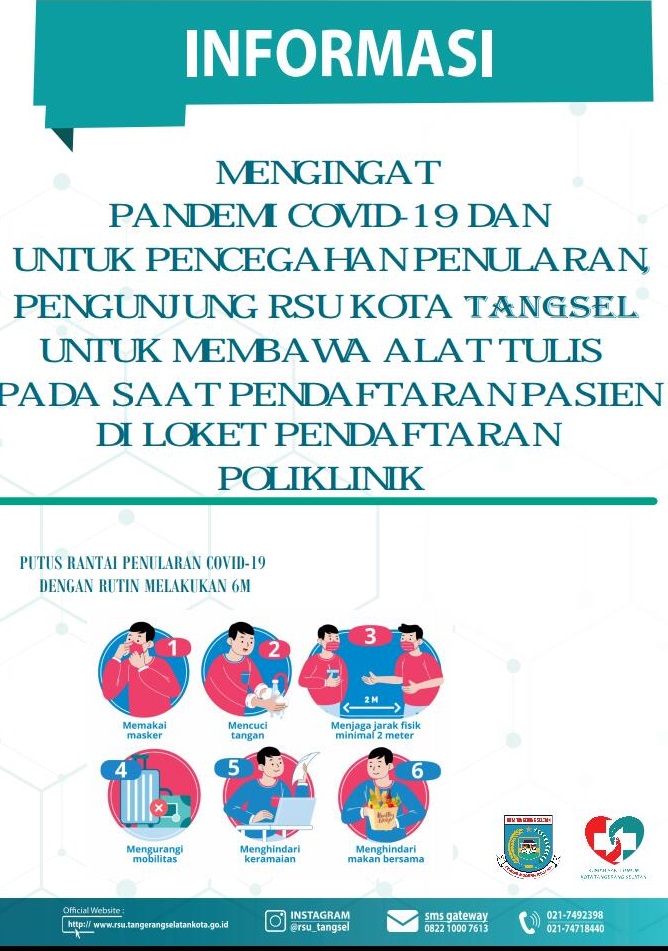 INFORMASI
MENGINGAT
PANDEMI COVID-19 DAN
UNTUK PENCEGAHAN PENULARAN,
PENGUNJUNG RSU KOTA TANGSEL
UNTUK MEMBAWA ALAT TULIS
PADA SAAT PENDAFTARAN PASIEN
DI LOKET PENDAFTARAN
POLIKLINIK
PUTUS RANTAI PENULARAN COVID-19
DENGAN RUTIN MELAKUKAN 6M
1
Memakai
masker
2
Mencuci
tangan
3
2 M
Menjaga jarak fisik
minimal 2 meter
4
Mengurangi
mobilitas
5
Menghindari
keramaian
6
Menghindari
makan bersama
KOTA TANGERANG SELATAN
Official Website :
http:// www.rsu.tangerangselatankota.go.id
INSTAGRAM
@rsu_tangsel
sms gateway
0822 1000 7613
021-7492398
021-74718440